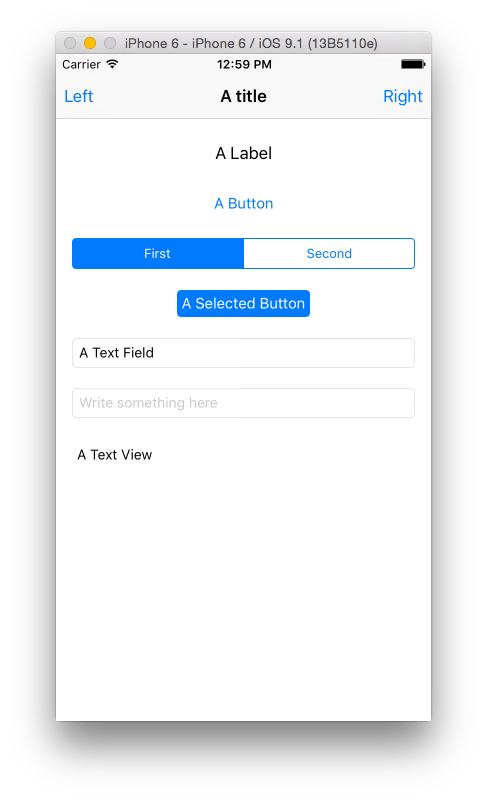 iPhone 6 - iPhone 6 / iOS 9.1 (13B5110e)
Carrier 12:59 PM
Left A title Right
A Label
A Button
First Second
A Selected Button
A Text Field
Write something here
A Text View